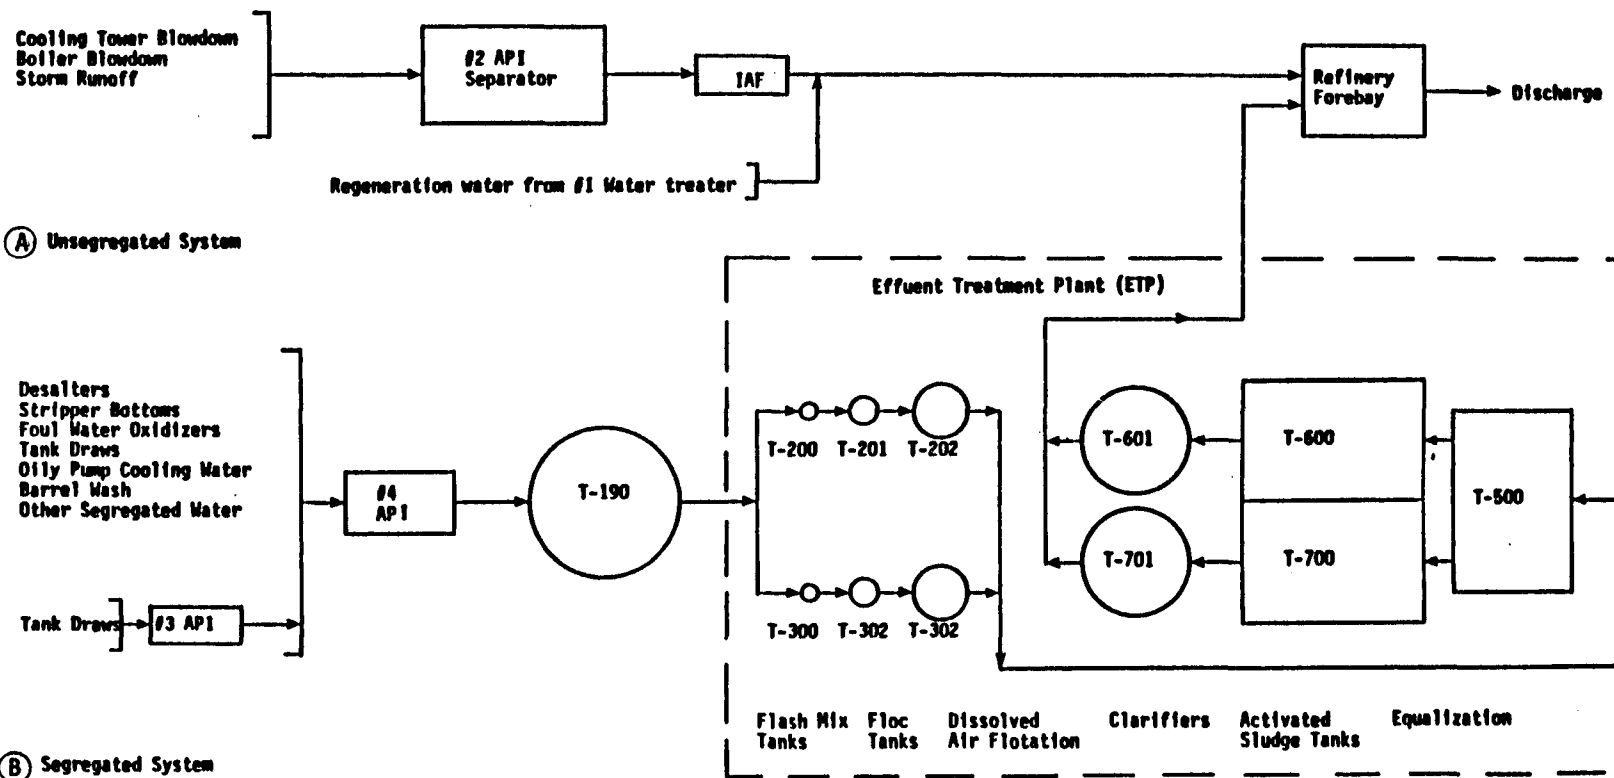 Cooling Tower Blowdown
Boiler Blowdown
Storm Runoff
#2 API
Separator
IAF
Refinery
Forebay
Discharge
Regeneration water from #1 Water treater
A Unsegregated System
Effuent Treatment Plant (ETP)
Desalters
Stripper Bottoms
Foul Water Oxidizers
Tank Draws
Oily Pump Cooling Water
Barrel Wash
Other Segregated Water
#4
API
T-190
T-200 T-201 T-202
T-601
T-600
T-500
T-701
T-700
Tank Draws
#3 API
T-300 T-302 T-302
Flash Mix
Tanks
Floc
Tanks
Dissolved
Air Flotation
Clarifiers
Activated
Sludge Tanks
Equalization
B Segregated System